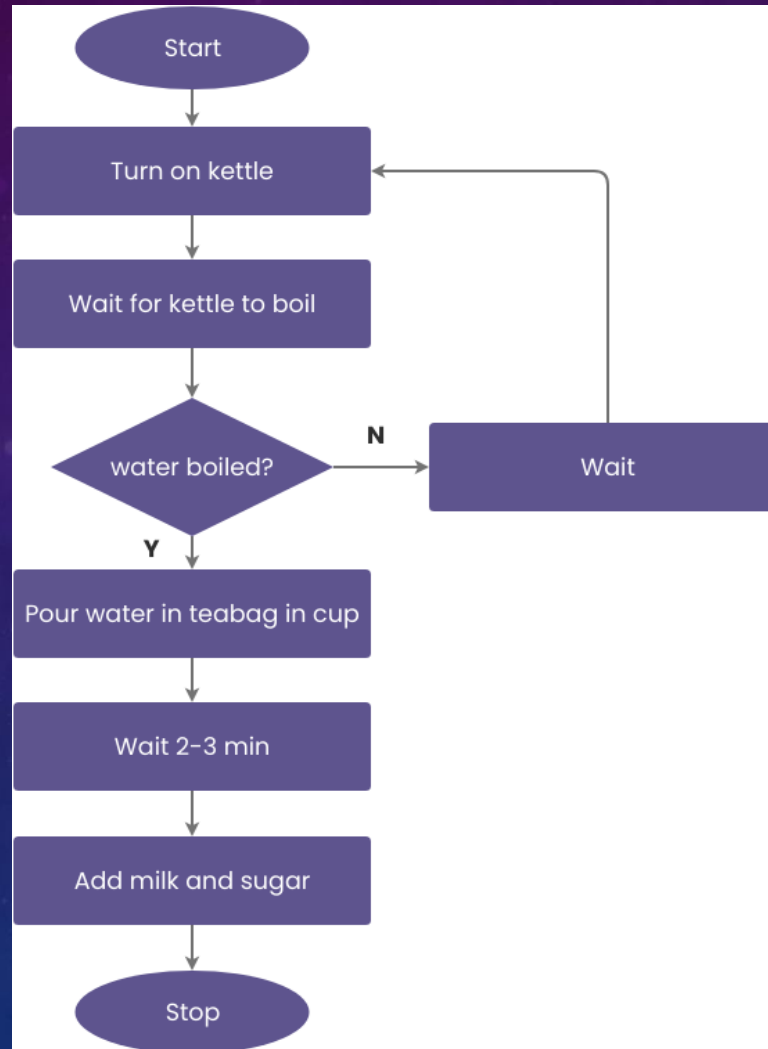 Start
Turn on kettle
Wait for kettle to boil
water boiled?
N
Wait
Y
Pour water in teabag in cup
Wait 2-3 min
Add milk and sugar
Stop